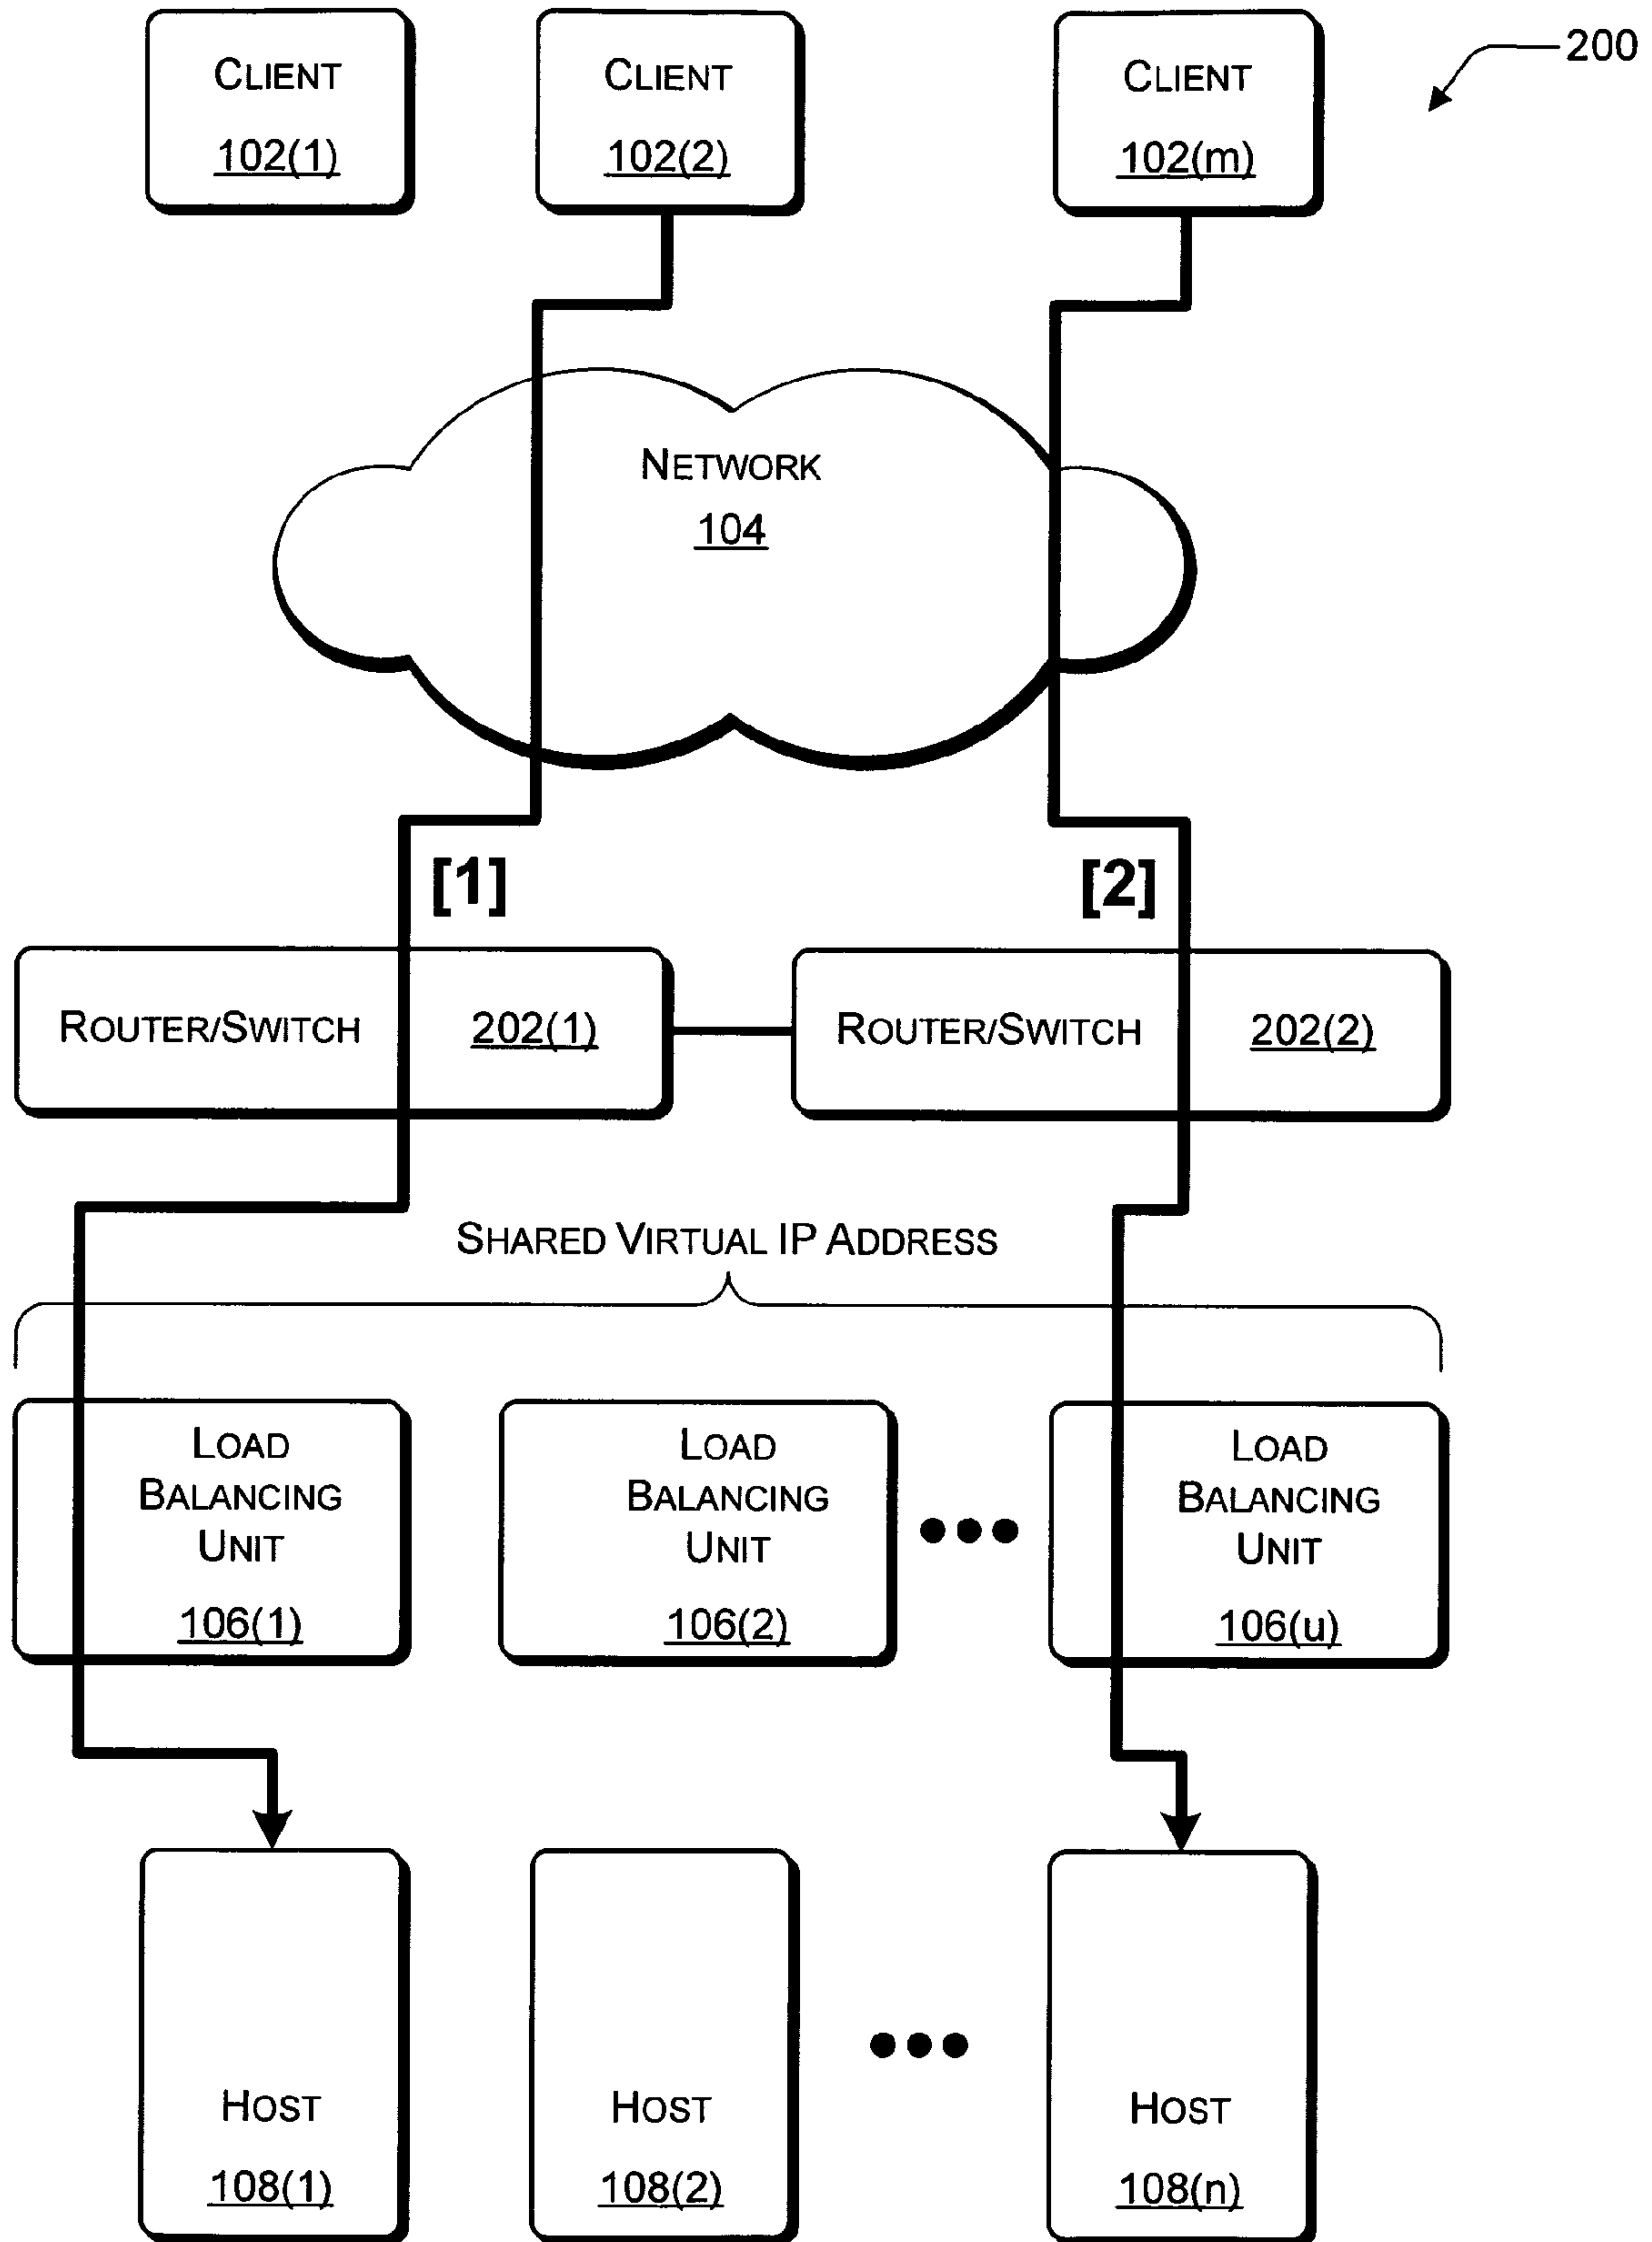 200
CLIENT
102(1)
CLIENT
102(2)
CLIENT
102(m)
NETWORK
104
[1]
[2]
ROUTER/SWITCH 202(1)
ROUTER/SWITCH 202(2)
SHARED VIRTUAL IP ADDRESS
LOAD
BALANCING
UNIT
106(1)
LOAD
BALANCING
UNIT
106(2)
LOAD
BALANCING
UNIT
106(u)
HOST
108(1)
HOST
108(2)
HOST
108(n)